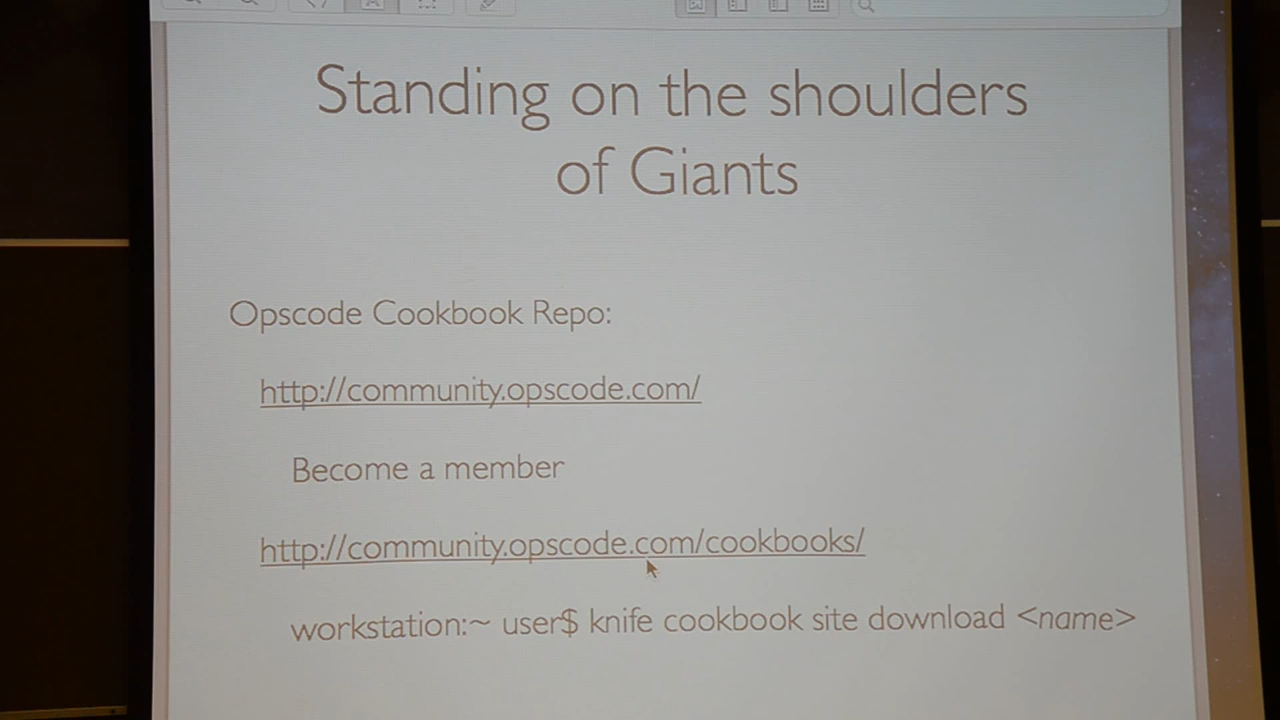 Standing on the shoulders
of Giants
Opscode Cookbook Repo:
http://community.opscode.com/
Become a member
http://community.opscode.com/cookbooks/
workstation:~ user$ knife cookbook site download <name>